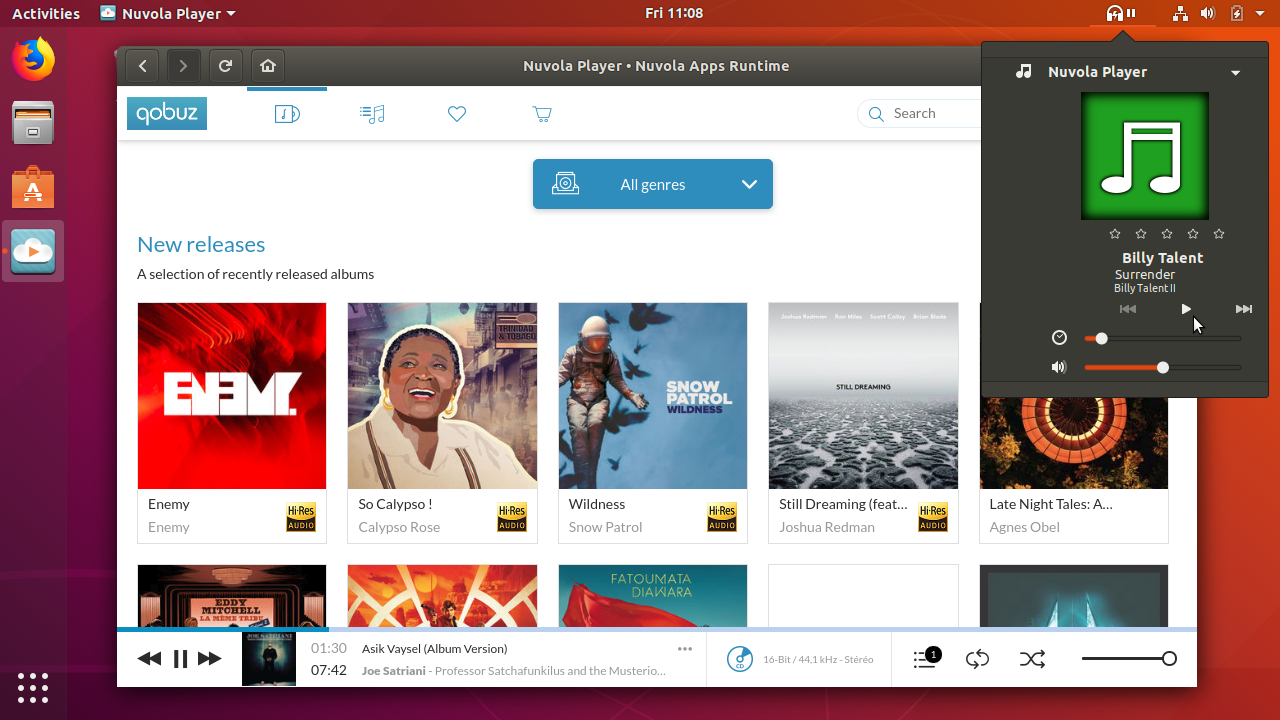 Activities
Nuvola Player
Fri 11:08
Nuvola Player • Nuvola Apps Runtime
qobuz
Search
All genres
New releases
A selection of recently released albums
ENEMY.
TRINIDAD
& TOBAGO
SNOW
PATROL
WILDNESS
Joshua Redman Ron Miles Scott Colley Brian Blade
STILL DREAMING
Enemy
Enemy
Hi-Res
AUDIO
So Calypso !
Calypso Rose
Hi-Res
AUDIO
Wildness
Snow Patrol
Hi-Res
AUDIO
Still Dreaming (feat…
Joshua Redman
Hi-Res
AUDIO
Late Night Tales: A…
Agnes Obel
EDDY
MITCHELL
LA MÊME TRIBU
FATOUMATA
DIAWARA
JOE SATRIANI
01:30
07:42
Asik Vaysel (Album Version)
Joe Satriani - Professor Satchafunkilus and the Musterio…
CD
16-Bit / 44.1 kHz - Stéréo
1
Nuvola Player
Billy Talent
Surrender
Billy Talent II